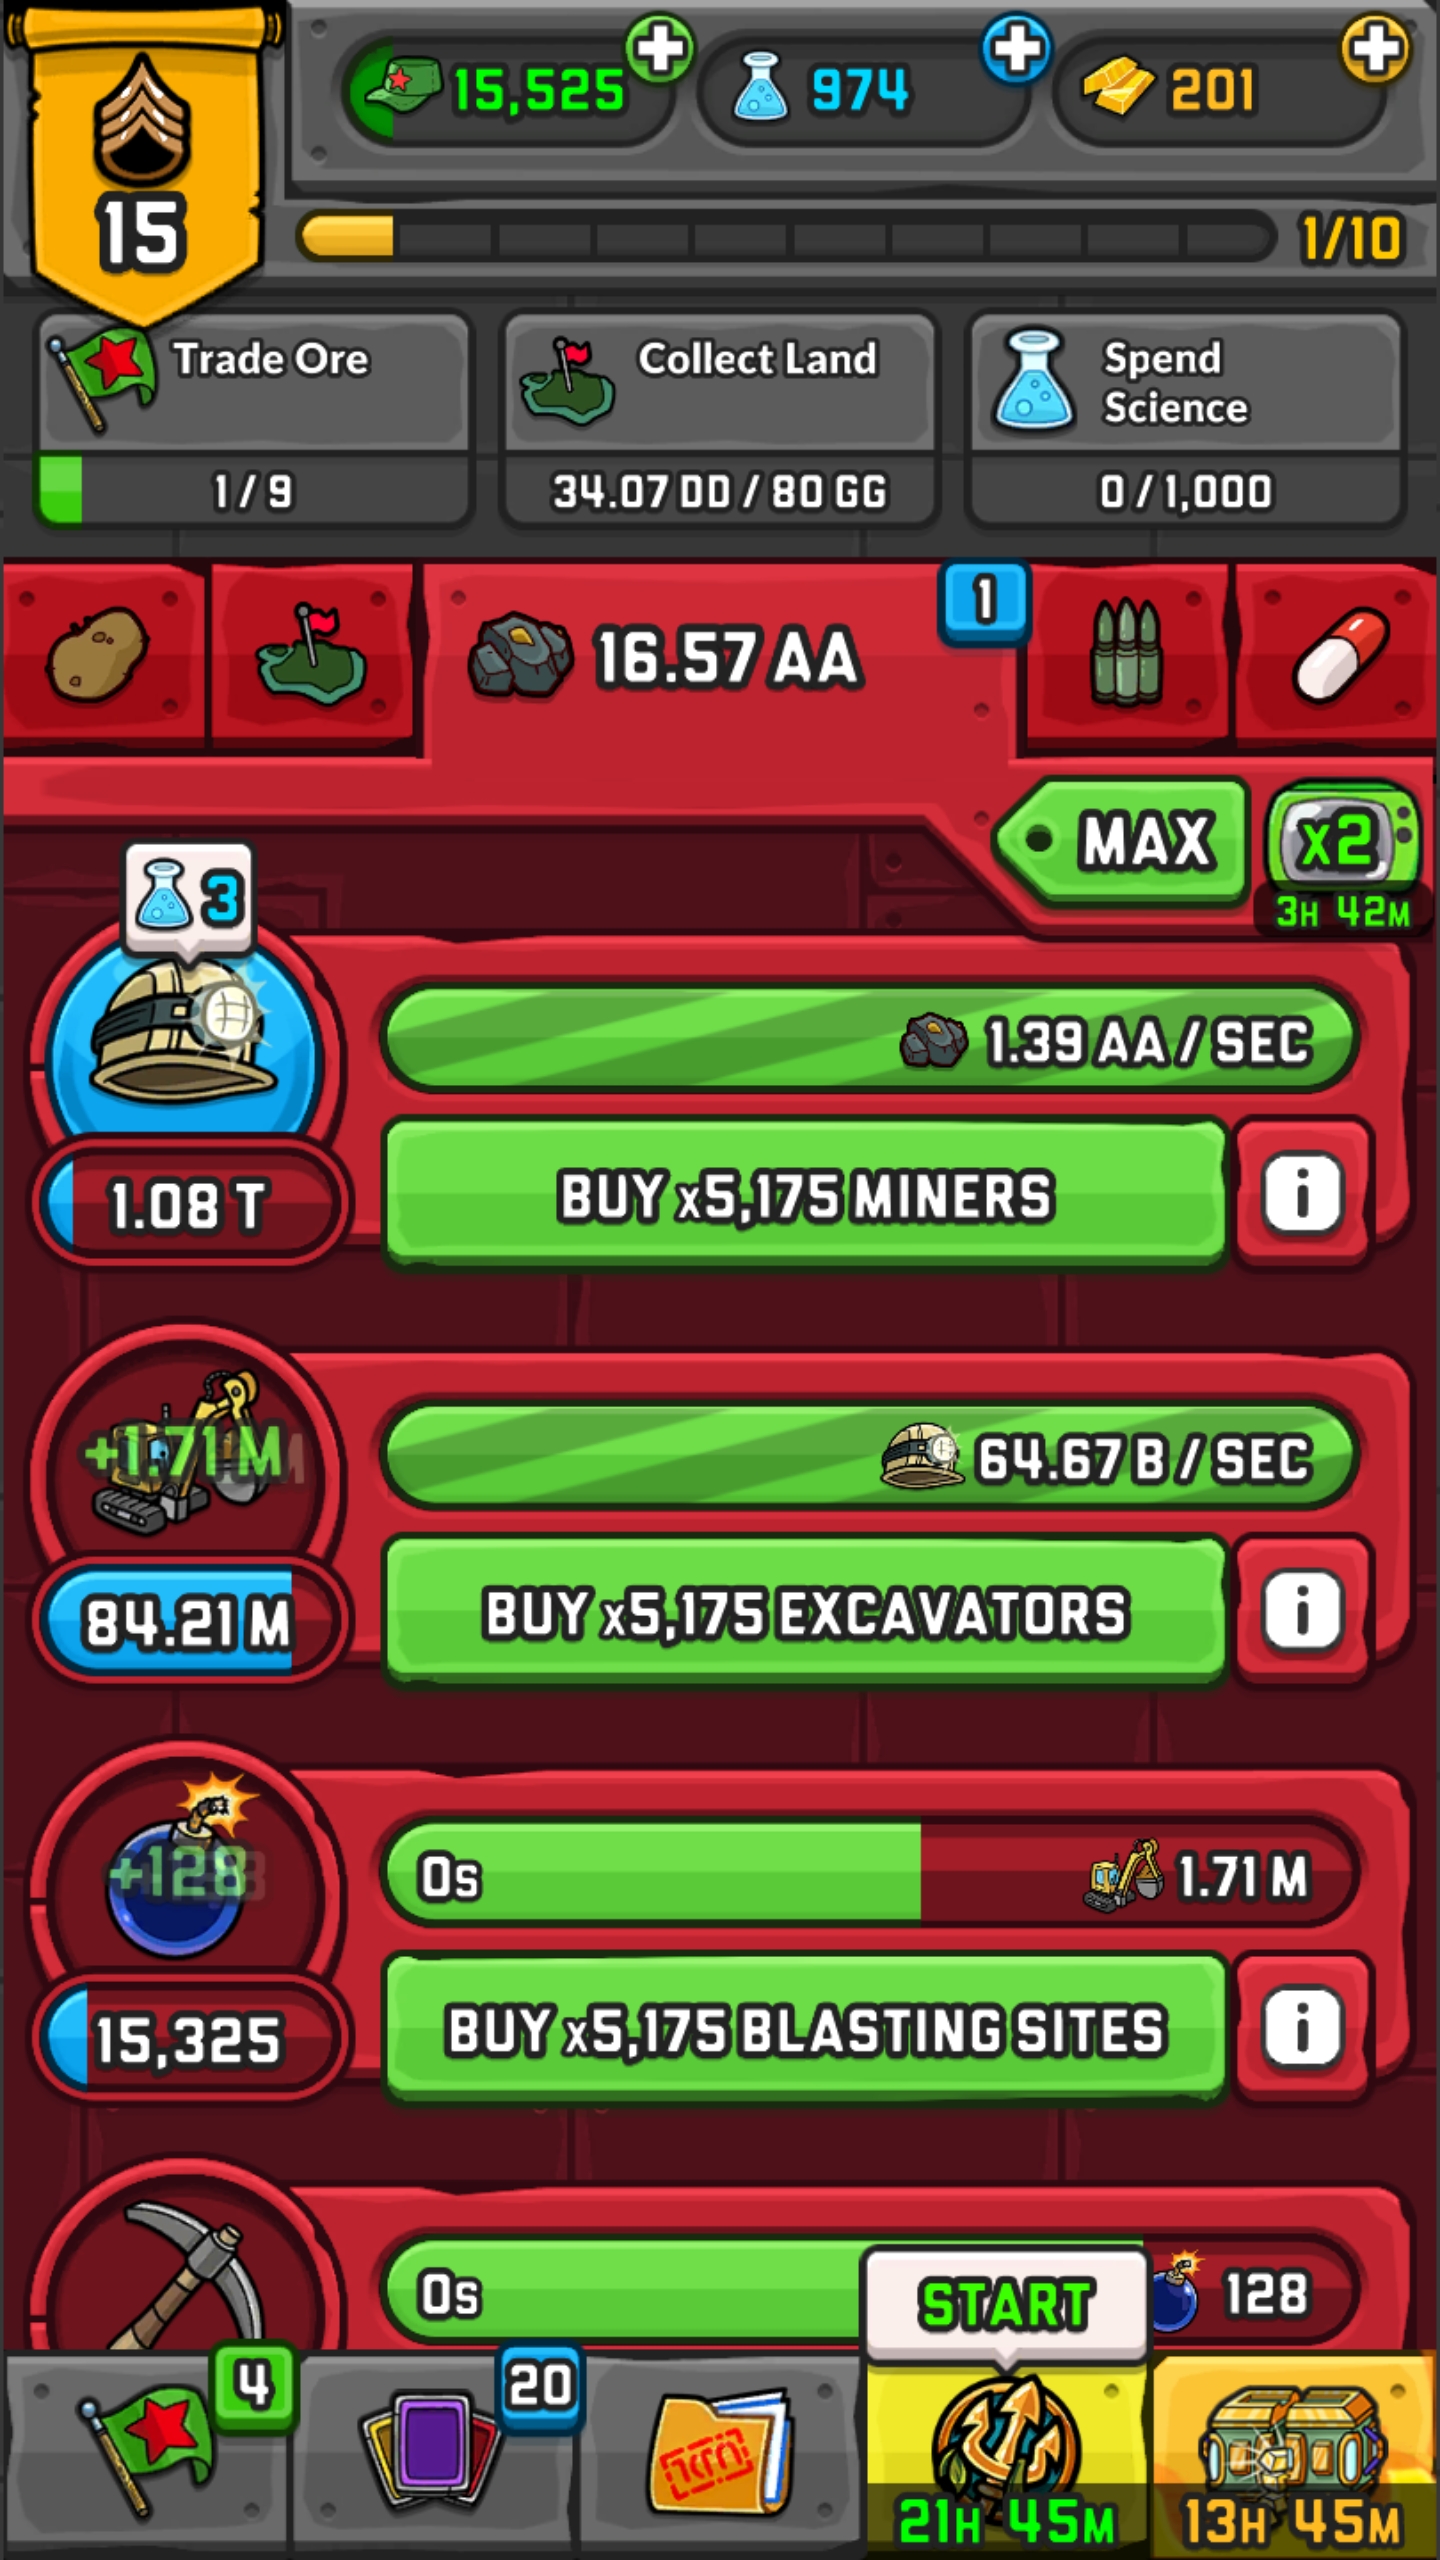 15,525
974
201
15
1/10
Trade Ore
Collect Land
Spend
Science
1 / 9
34.07 DD / 80 GG
0 / 1,000
16.57 AA
1
MAX
x2
3H 42M
3
1.39 AA / SEC
1.08 T
BUY x5,175 MINERS
i
+1.71 M
64.67 B / SEC
84.21 M
BUY x5,175 EXCAVATORS
i
+128
0s
1.71 M
15,325
BUY x5,175 BLASTING SITES
i
0s
128
START
4
20
21H 45M
13H 45M